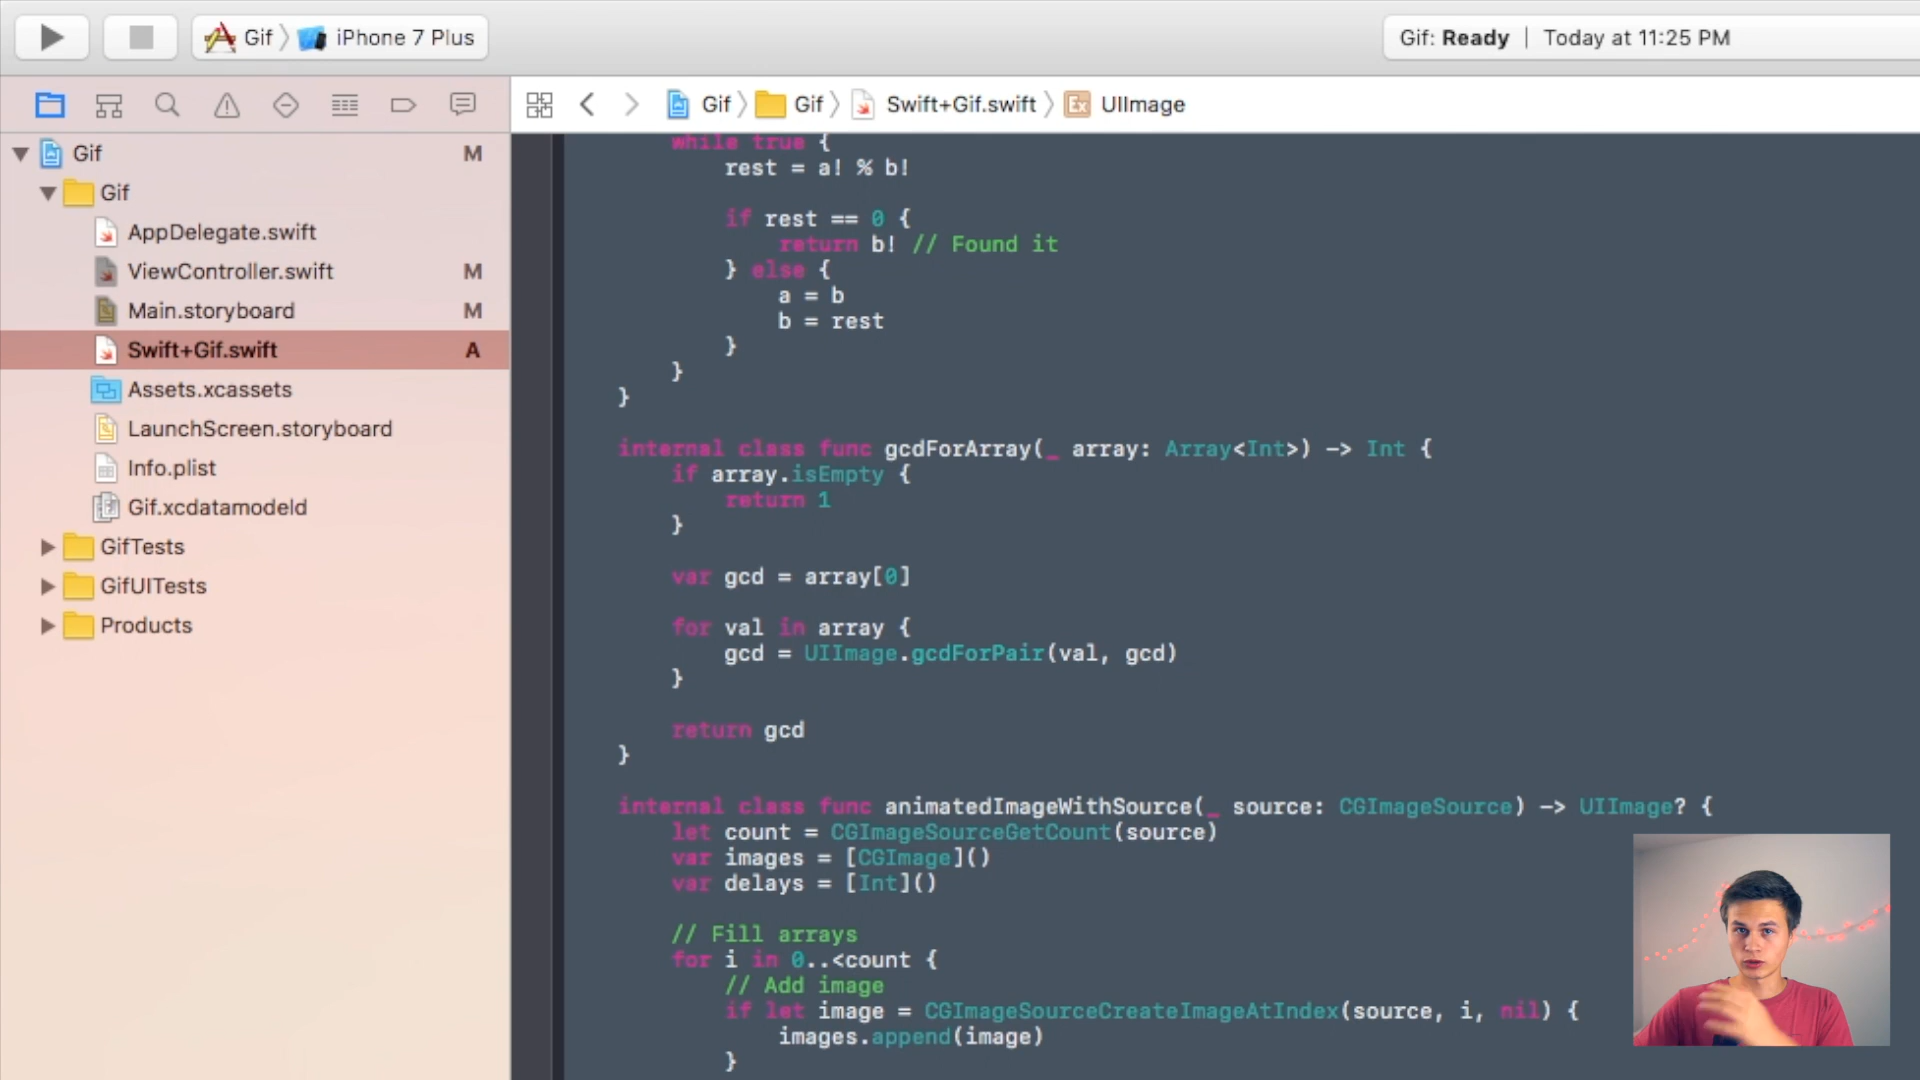 Gif iPhone 7 Plus
Gif: Ready | Today at 11:25 PM
Gif Gif Swift+Gif.swift Ex UIImage
Gif M
Gif
AppDelegate.swift
ViewController.swift M
Main.storyboard M
Swift+Gif.swift A
Assets.xcassets
LaunchScreen.storyboard
Info.plist
Gif.xcdatamodeld
GifTests
GifUITests
Products
while true {
rest = a! % b!
if rest == 0 {
return b! // Found it
} else {
a = b
b = rest
}
}
}
internal class func gcdForArray(_ array: Array<Int>) -> Int {
if array.isEmpty {
return 1
}
var gcd = array[0]
for val in array {
gcd = UIImage.gcdForPair(val, gcd)
}
return gcd
}
internal class func animatedImageWithSource(_ source: CGImageSource) -> UIImage? {
let count = CGImageSourceGetCount(source)
var images = [CGImage]()
var delays = [Int]()
// Fill arrays
for i in 0..<count {
// Add image
if let image = CGImageSourceCreateImageAtIndex(source, i, nil) {
images.append(image)
}